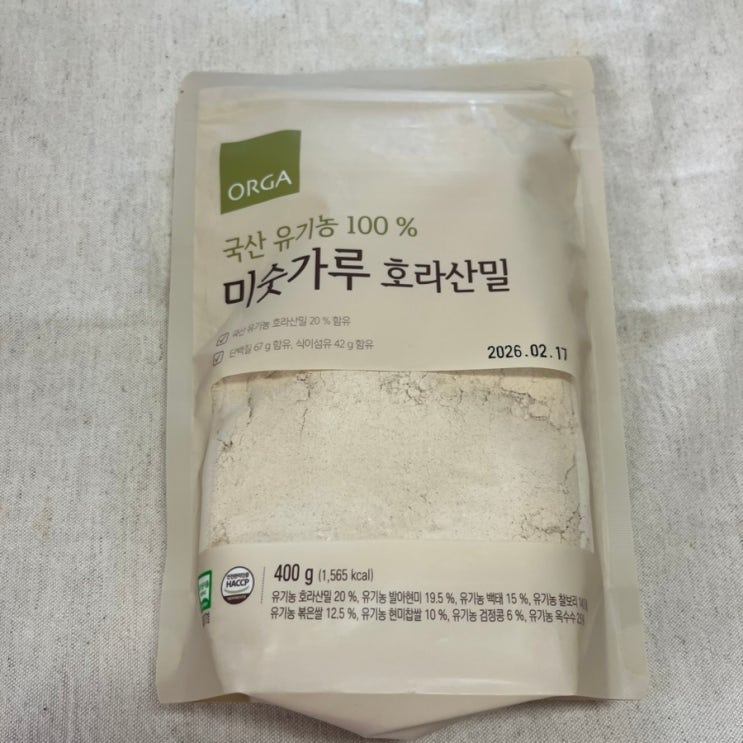 ORGA
국산 유기농 100 %
미숫가루 호라산밀
국산 유기농 호라산밀 20 % 함유
단백질 67 g 함유, 식이섬유 42 g 함유
2026.02.17
HACCP
400 g (1,565 kcal)
유기농 호라산밀 20 %, 유기농 발아현미 19.5 %, 유기농 백태 15 %, 유기농 찰보리
유기농 볶은쌀 12.5 %, 유기농 현미찹쌀 10 %, 유기농 검정콩 6 %, 유기농 옥수수